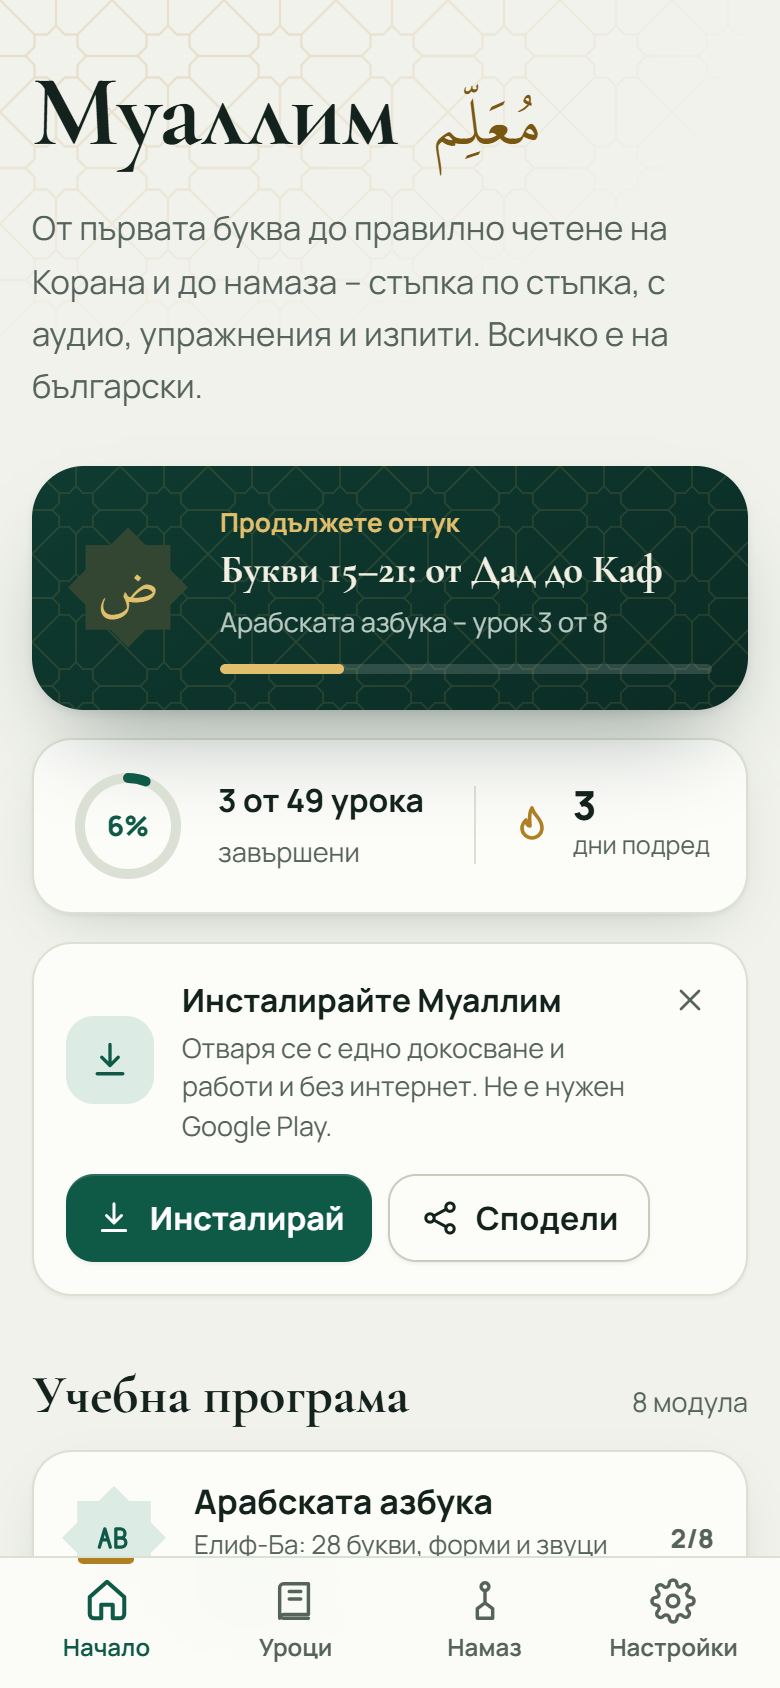 Муаллим مُعَلِّم
От първата буква до правилно четене на
Корана и до намаза – стъпка по стъпка, с
аудио, упражнения и изпити. Всичко е на
български.
Продължете оттук
ض
Букви 15–21: от Дад до Каф
Арабската азбука – урок 3 от 8
6%
3 от 49 урока
завършени
3
дни подред
Инсталирайте Муаллим
Отваря се с едно докосване и
работи и без интернет. Не е нужен
Google Play.
Инсталирай
Сподели
Учебна програма
8 модула
АВ
Арабската азбука
Елиф-Ба: 28 букви, форми и звуци
2/8
Начало
Уроци
Намаз
Настройки